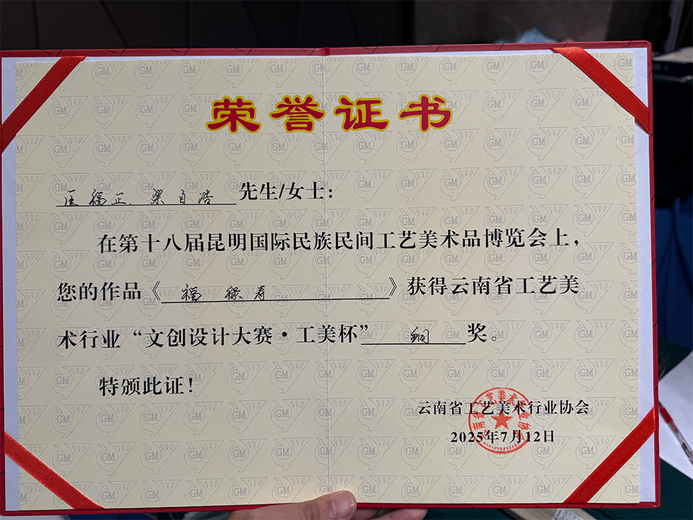 荣誉证书
匡福正、梁自浩 先生/女士：
在第十八届昆明国际民族民间工艺美术品博览会上，
您的作品《 福 禄 寿 》获得云南省工艺美
术行业“文创设计大赛·工美杯” 铜 奖。
特颁此证！
云南省工艺美术行业协会
2025年7月12日